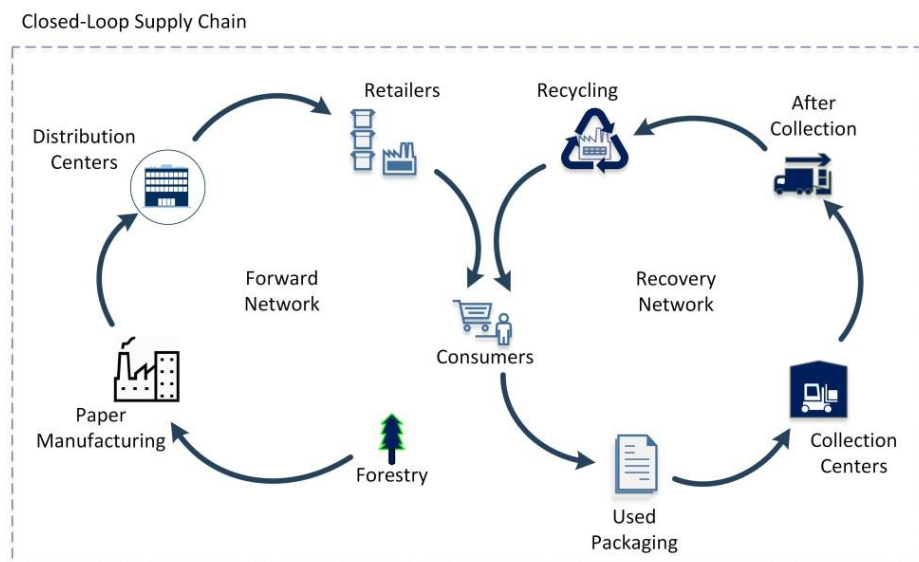 Closed-Loop Supply Chain
Retailers
Recycling
After
Collection
Distribution
Centers
Forward
Network
Recovery
Network
Consumers
Paper
Manufacturing
Forestry
Collection
Centers
Used
Packaging